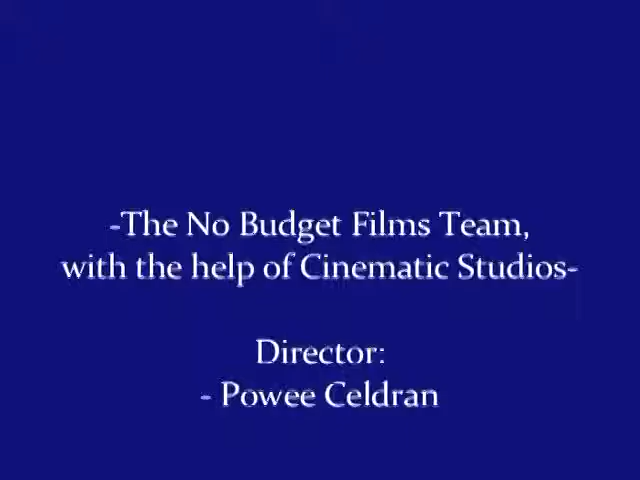 -The No Budget Films Team,
with the help of Cinematic Studios-
Director:
- Powee Celdran